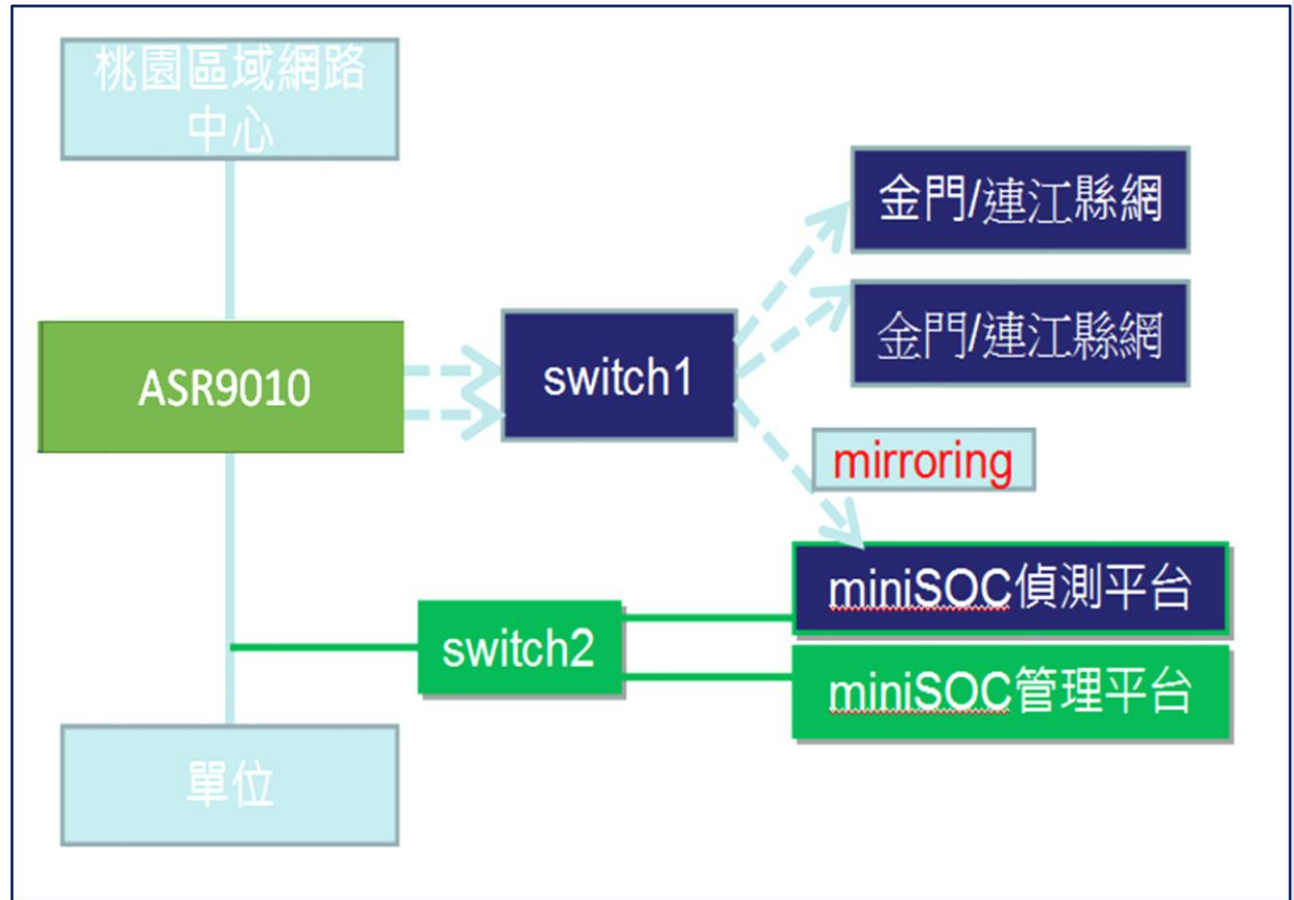 桃園區域網路
中心
金門/連江縣網
金門/連江縣網
ASR9010
switch1
mirroring
miniSOC偵測平台
switch2
miniSOC管理平台
單位